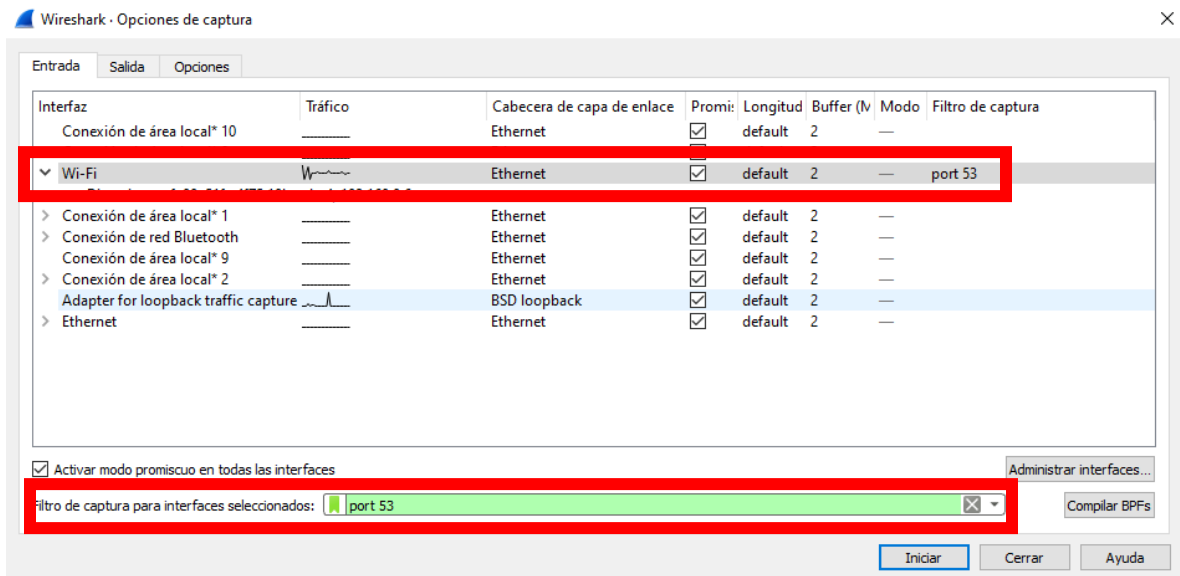 Wireshark · Opciones de captura
Entrada Salida Opciones
Interfaz Tráfico Cabecera de capa de enlace Promi: Longitud Buffer (M Modo Filtro de captura
Conexión de área local* 10 Ethernet default 2 —
Wi-Fi Ethernet default 2 — port 53
Conexión de área local* 1 Ethernet default 2 —
Conexión de red Bluetooth Ethernet default 2 —
Conexión de área local* 9 Ethernet default 2 —
Conexión de área local* 2 Ethernet default 2 —
Adapter for loopback traffic capture BSD loopback default 2 —
Ethernet Ethernet default 2 —
Activar modo promiscuo en todas las interfaces Administrar interfaces...
Filtro de captura para interfaces seleccionados: port 53 Compilar BPFs
Iniciar Cerrar Ayuda